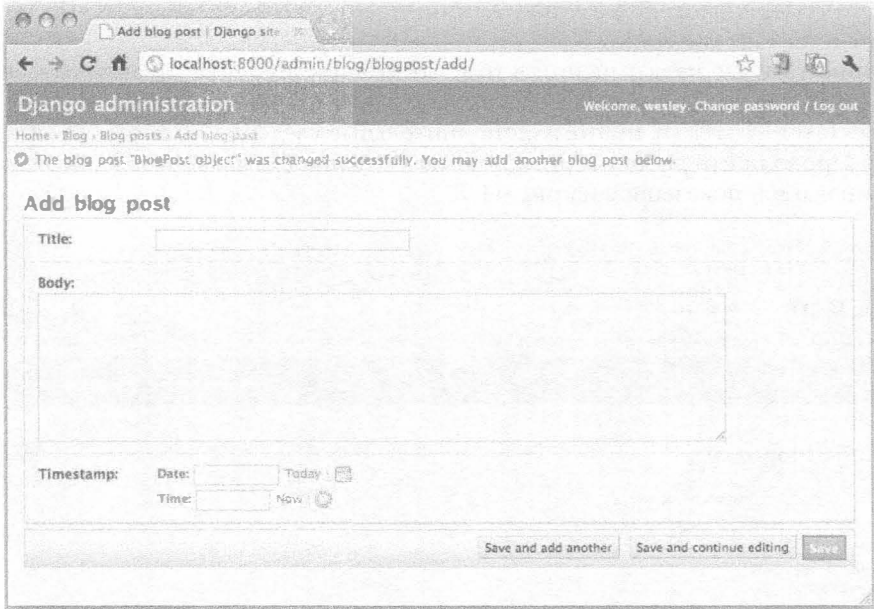 Add blog post | Django site
localhost:8000/admin/blog/blogpost/add/
Django administration
Welcome, wesley. Change password / Log out
Home › Blog › Blog posts › Add blog post
The blog post "BlogPost object" was changed successfully. You may add another blog post below.
Add blog post
Title:
Body:
Timestamp: Date: Today
Time: Now
Save and add another Save and continue editing Save